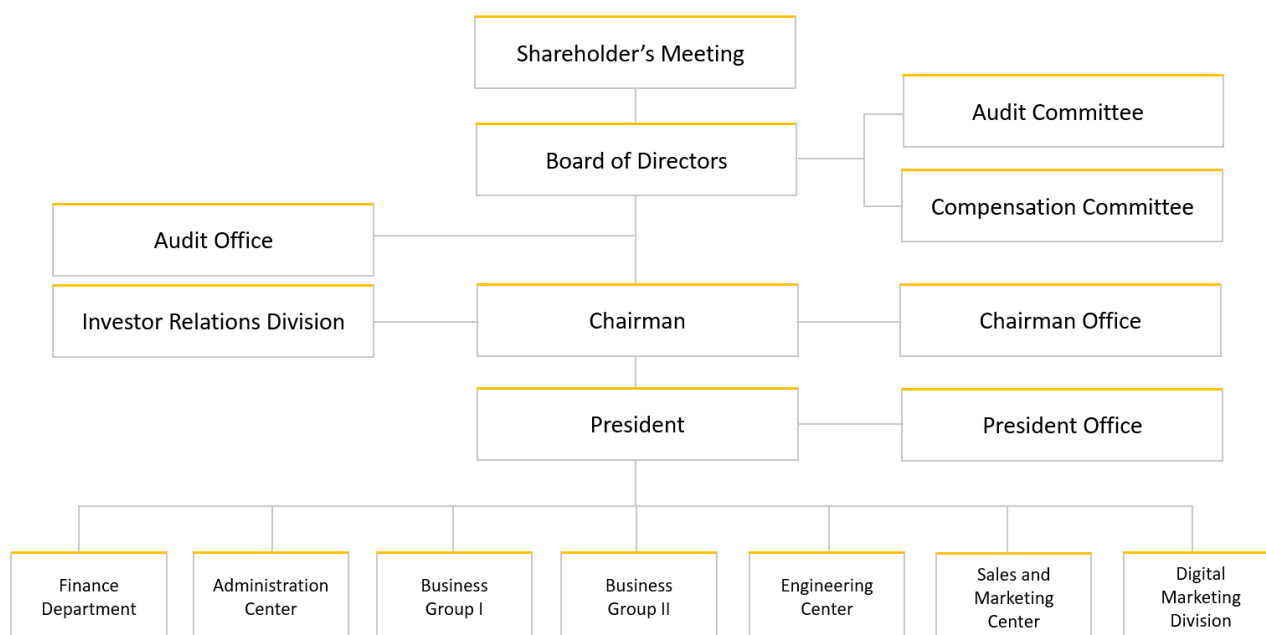 Shareholder’s Meeting
Audit Committee
Board of Directors
Compensation Committee
Audit Office
Investor Relations Division
Chairman
Chairman Office
President
President Office
Finance
Department
Administration
Center
Business
Group I
Business
Group II
Engineering
Center
Sales and
Marketing
Center
Digital
Marketing
Division